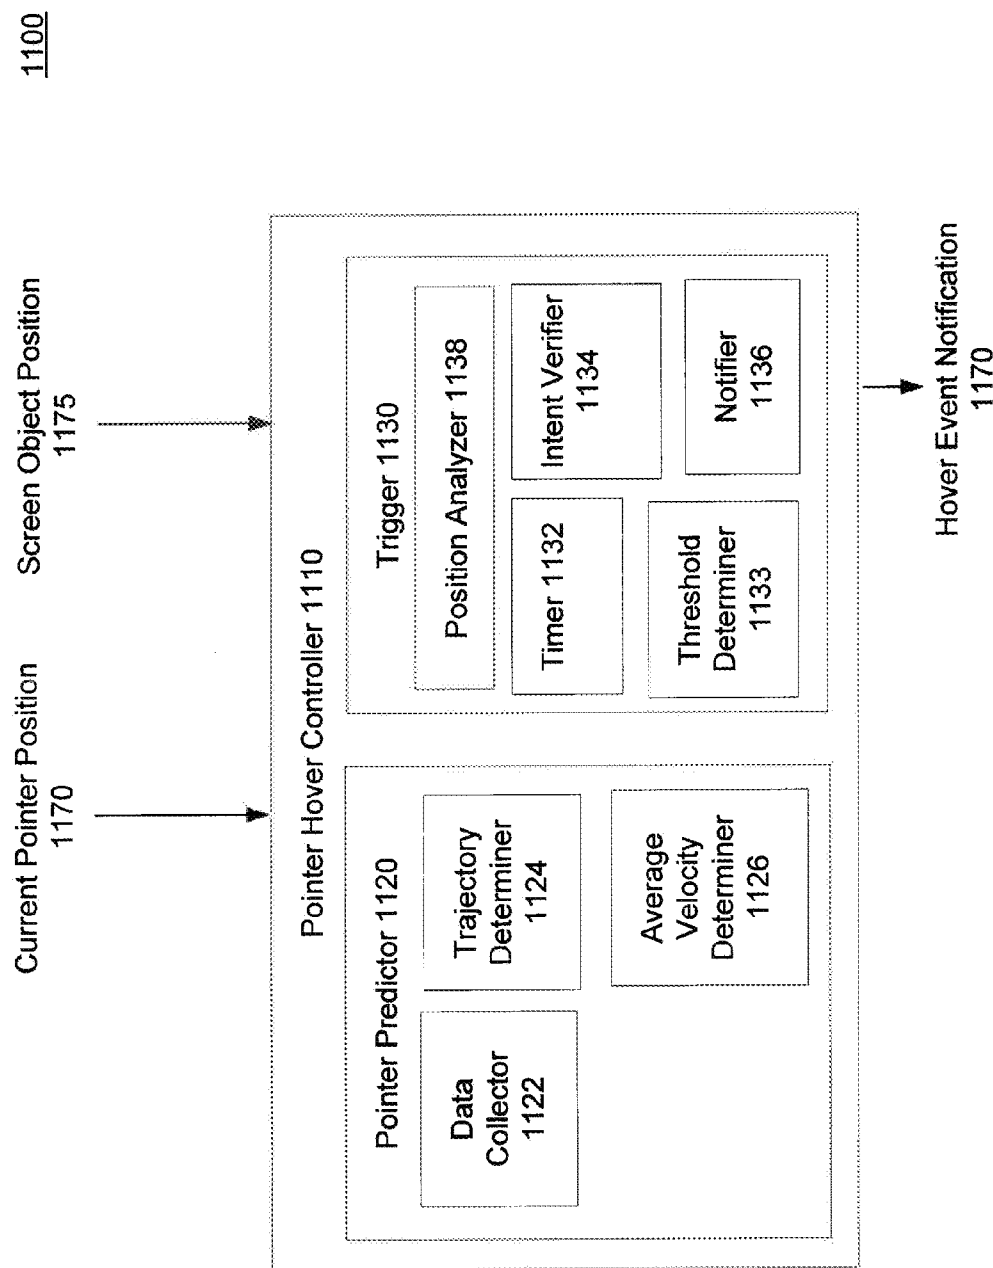 1100
Current Pointer Position
1170
Screen Object Position
1175
Pointer Hover Controller 1110
Pointer Predictor 1120
Data
Collector
1122
Trajectory
Determiner
1124
Average
Velocity
Determiner
1126
Trigger 1130
Position Analyzer 1138
Timer 1132
Intent Verifier
1134
Threshold
Determiner
1133
Notifier
1136
Hover Event Notification
1170